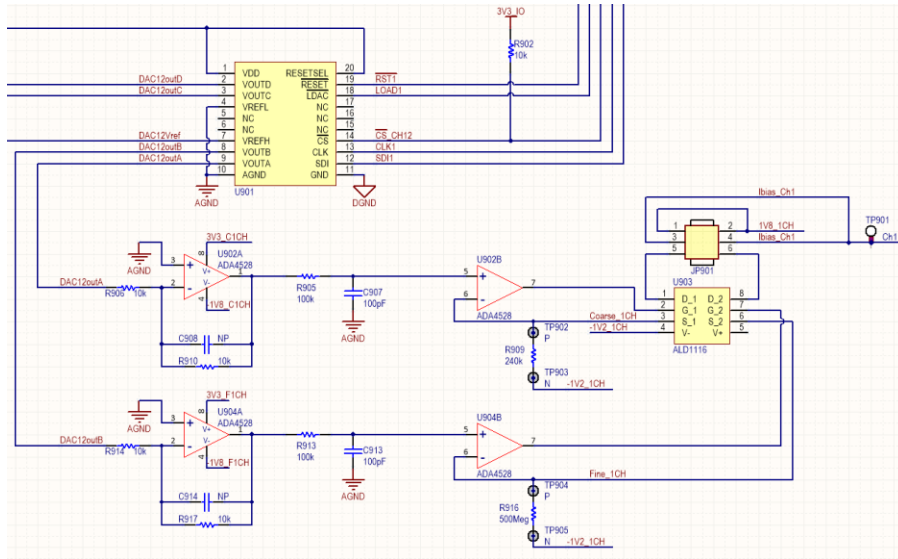 3V3_IO
R902
10k
1 VDD RESETSEL 20
DAC12outD 2 VOUTD RESET 19 RST1
DAC12outC 3 VOUTC LDAC 18 LOAD1
4 VREFL NC 17
5 NC NC 16
6 NC NC 15
DAC12Vref 7 VREFH CS 14 CS_CH12
DAC12outB 8 VOUTB CLK 13 CLK1
DAC12outA 9 VOUTA SDI 12 SDI1
10 AGND GND 11
U901
AGND
DGND
Ibias_Ch1
TP901
1 2 1V8_1CH
3 4 Ibias_Ch1 Ch1
5 6
JP901
3V3_C1CH
U902A
ADA4528
AGND
8
V+
3 +
1
2 -
V-
4
-1V8_C1CH
DAC12outA
R906 10k
R905
100k
C907
100pF
AGND
C908 NP
R910 10k
U902B
5 +
6 -
7
ADA4528
U903
1 D_1 D_2 8
2 G_1 G_2 7
Coarse_1CH 3 S_1 S_2 6
-1V2_1CH 4 V- V+ 5
ALD1116
TP902
P
R909
240k
TP903
N -1V2_1CH
3V3_F1CH
U904A
ADA4528
AGND
8
V+
3 +
1
2 -
V-
4
-1V8_F1CH
DAC12outB
R914 10k
R913
100k
C913
100pF
AGND
C914 NP
R917 10k
U904B
5 +
6 -
7
ADA4528
Fine_1CH
TP904
P
R916
500Meg
TP905
N -1V2_1CH